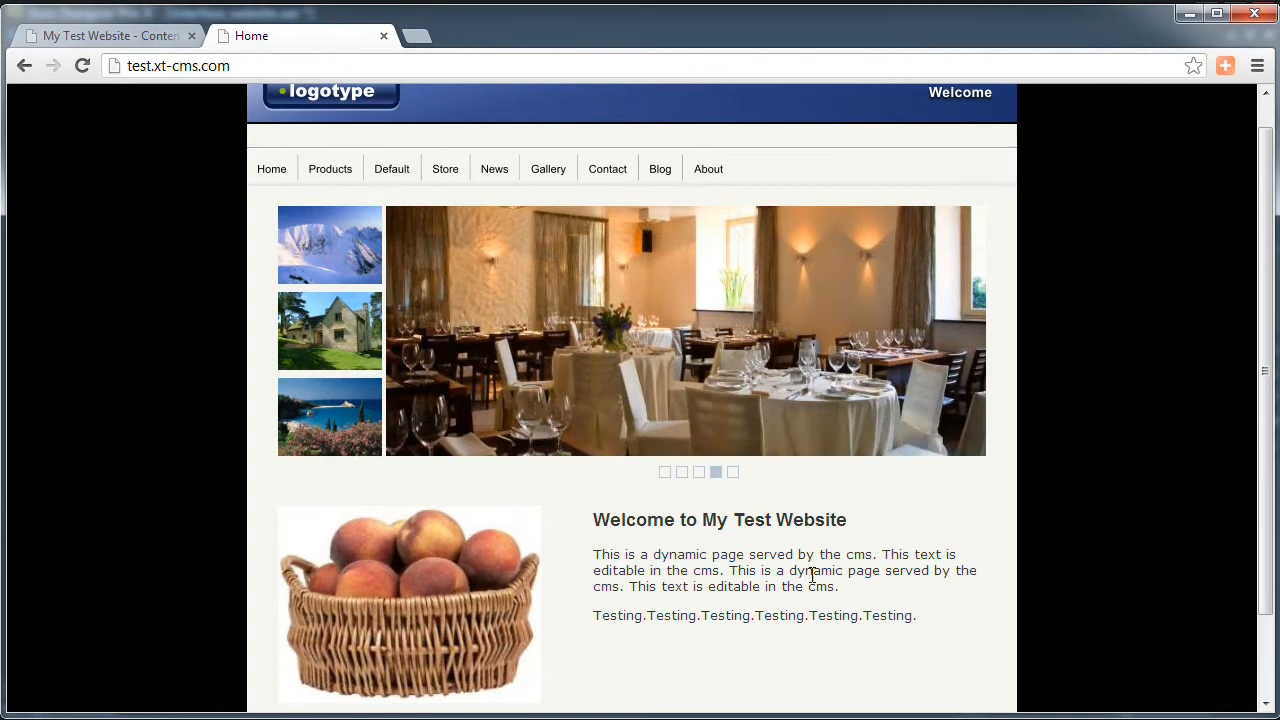 My Test Website - Conten
Home
test.xt-cms.com
logotype
Welcome
Home Products Default Store News Gallery Contact Blog About
Welcome to My Test Website
This is a dynamic page served by the cms. This text is
editable in the cms. This is a dynamic page served by the
cms. This text is editable in the cms.
Testing.Testing.Testing.Testing.Testing.Testing.